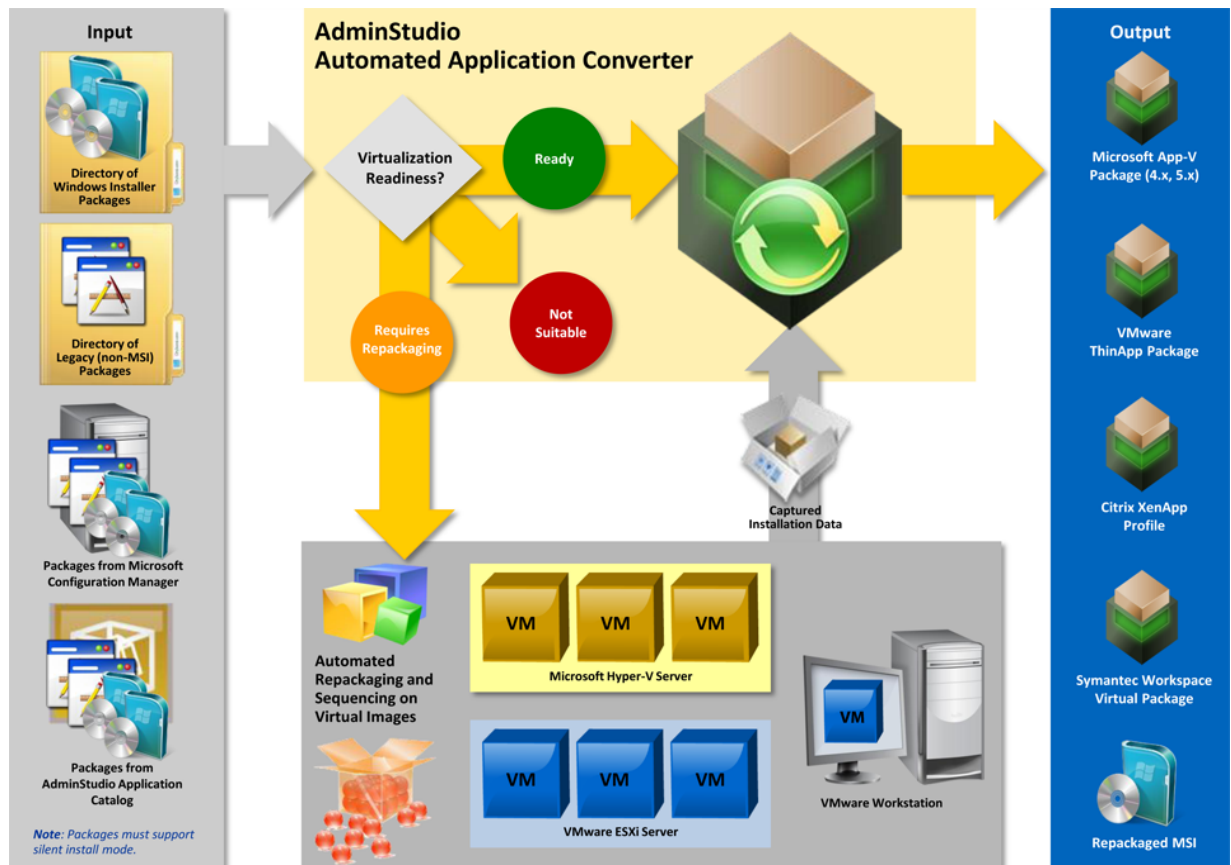 Input
Directory of
Windows Installer
Packages
Directory of
Legacy (non-MSI)
Packages
Packages from Microsoft
Configuration Manager
Packages from
AdminStudio Application
Catalog
Note: Packages must support
silent install mode.
AdminStudio
Automated Application Converter
Virtualization
Readiness?
Ready
Not
Suitable
Requires
Repackaging
Captured
Installation Data
Automated
Repackaging and
Sequencing on
Virtual Images
VM
VM
VM
Microsoft Hyper-V Server
VM
VM
VM
VMware ESXi Server
VM
VMware Workstation
Output
Microsoft App-V
Package (4.x, 5.x)
VMware
ThinApp Package
Citrix XenApp
Profile
Symantec Workspace
Virtual Package
Repackaged MSI